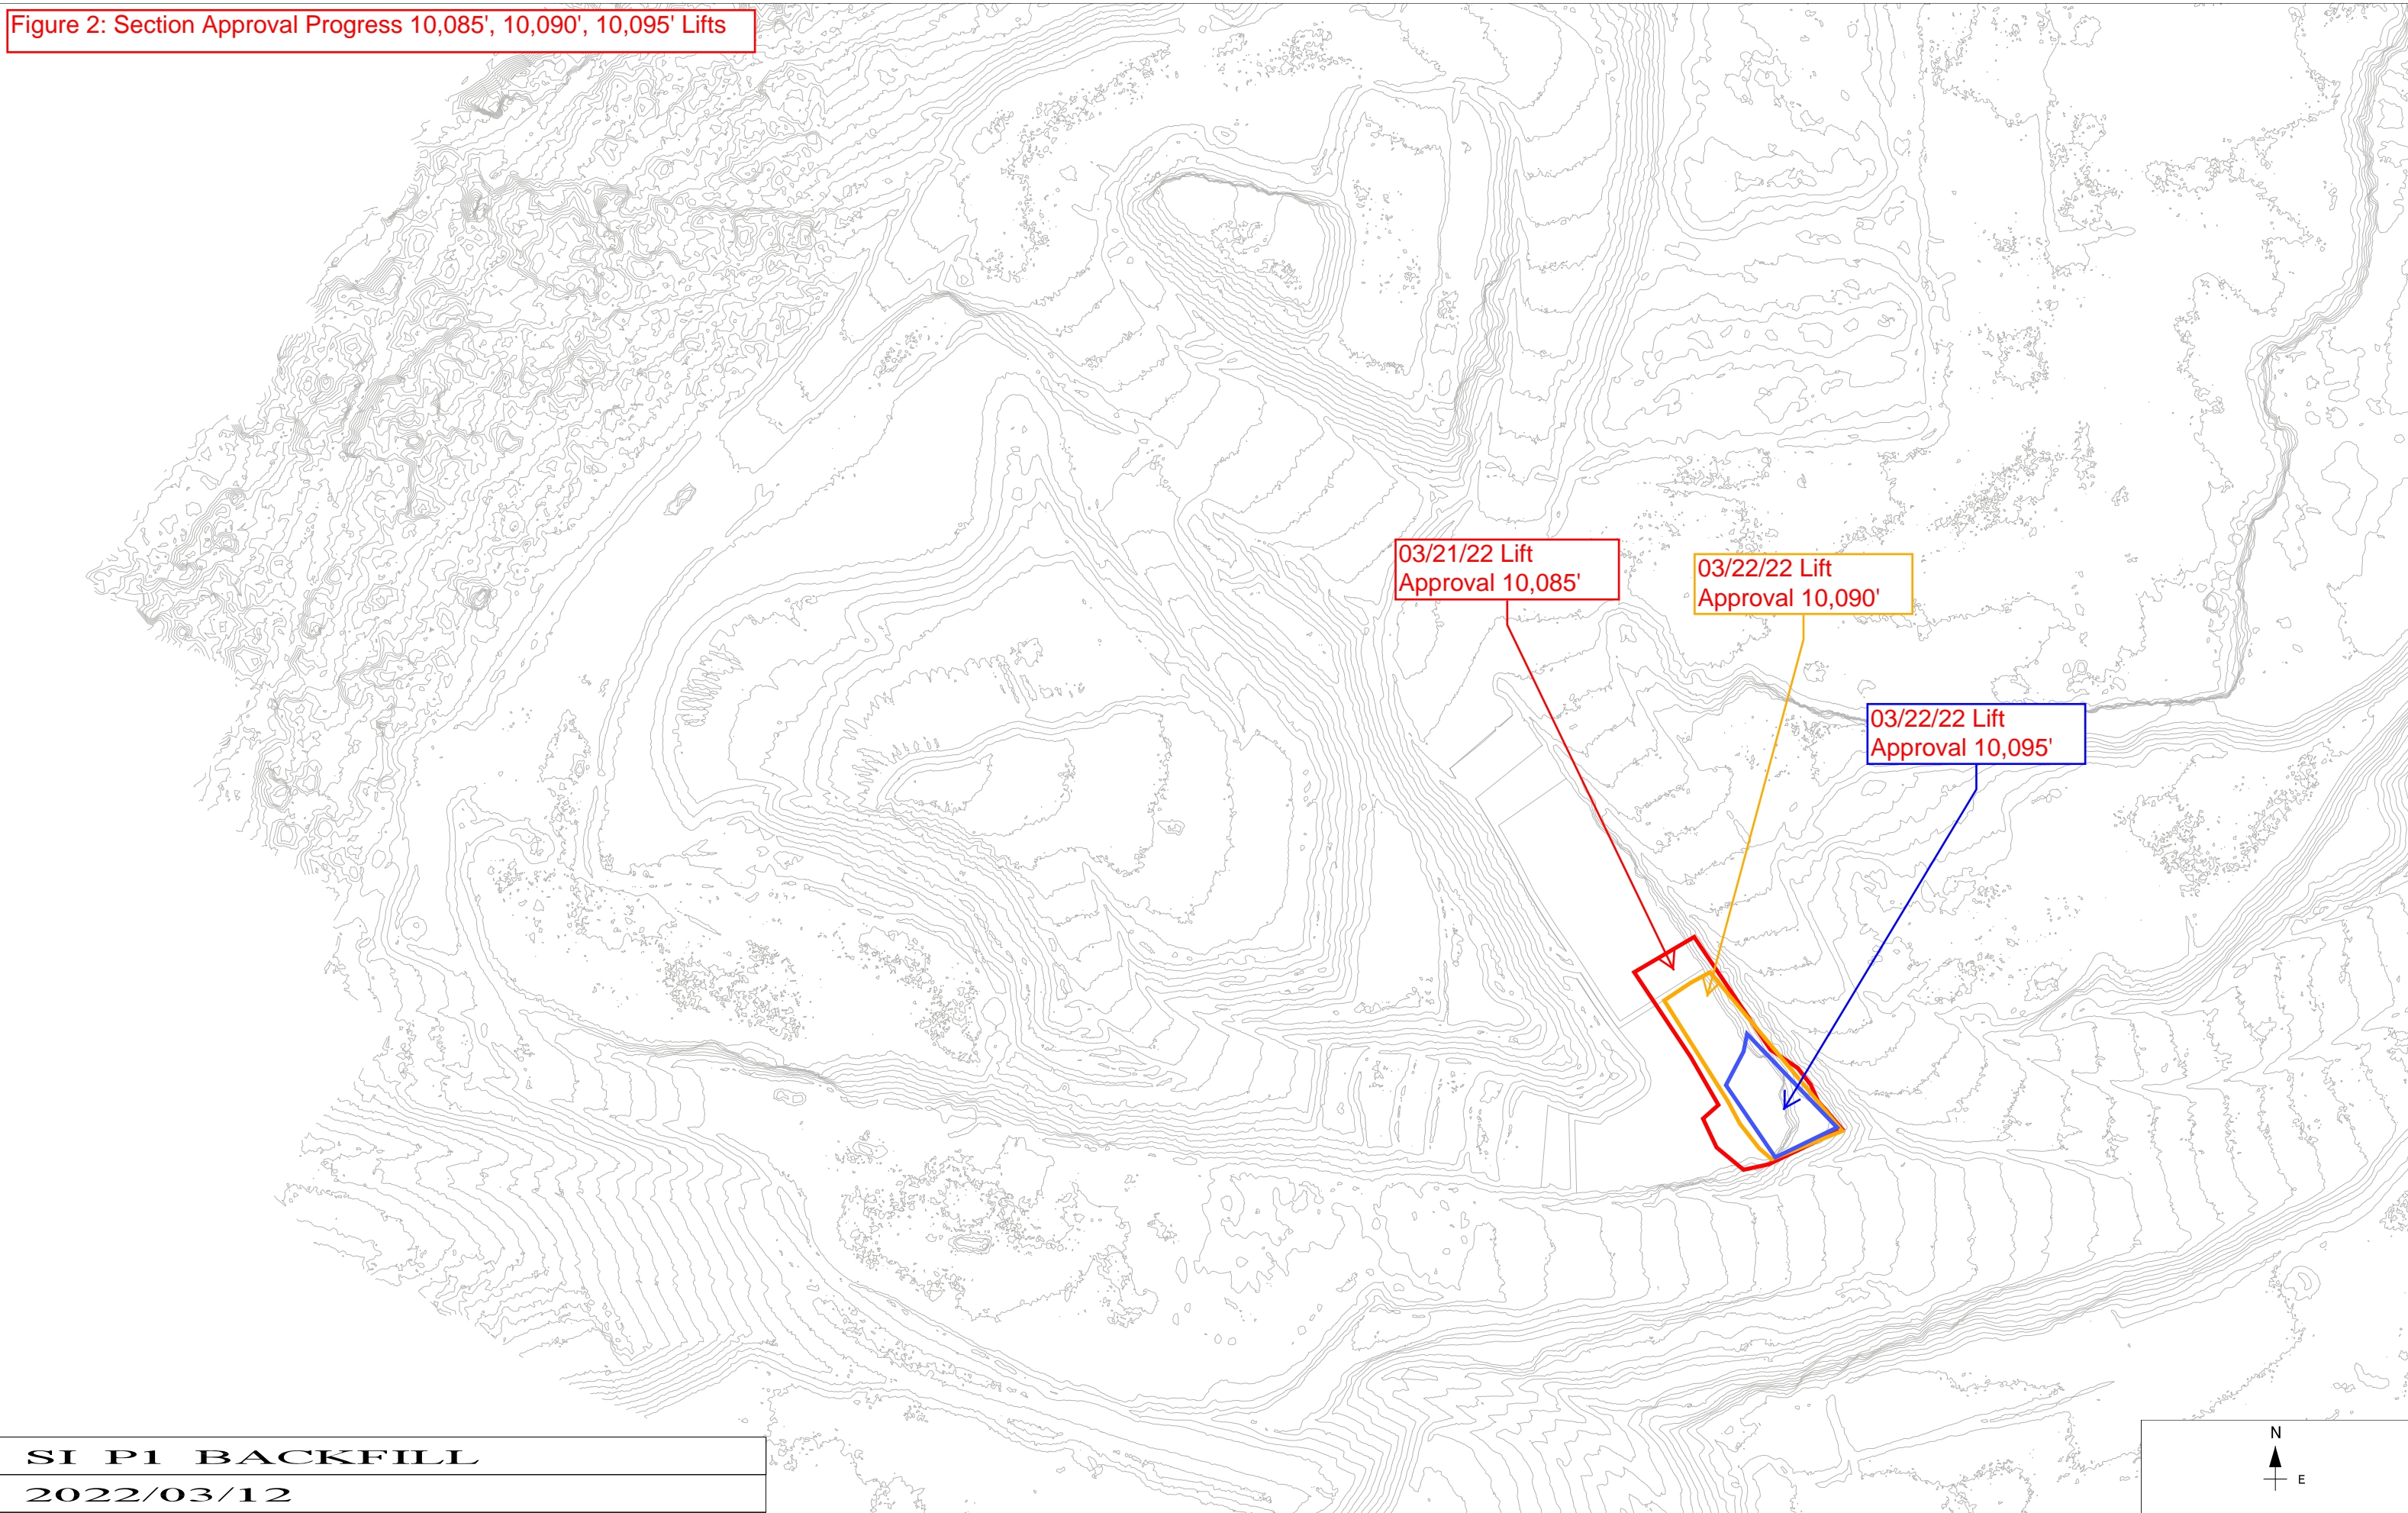 Figure 2: Section Approval Progress 10,085', 10,090', 10,095' Lifts
03/21/22 Lift
Approval 10,085'
03/22/22 Lift
Approval 10,090'
03/22/22 Lift
Approval 10,095'
SI P1 BACKFILL
2022/03/12
N
E